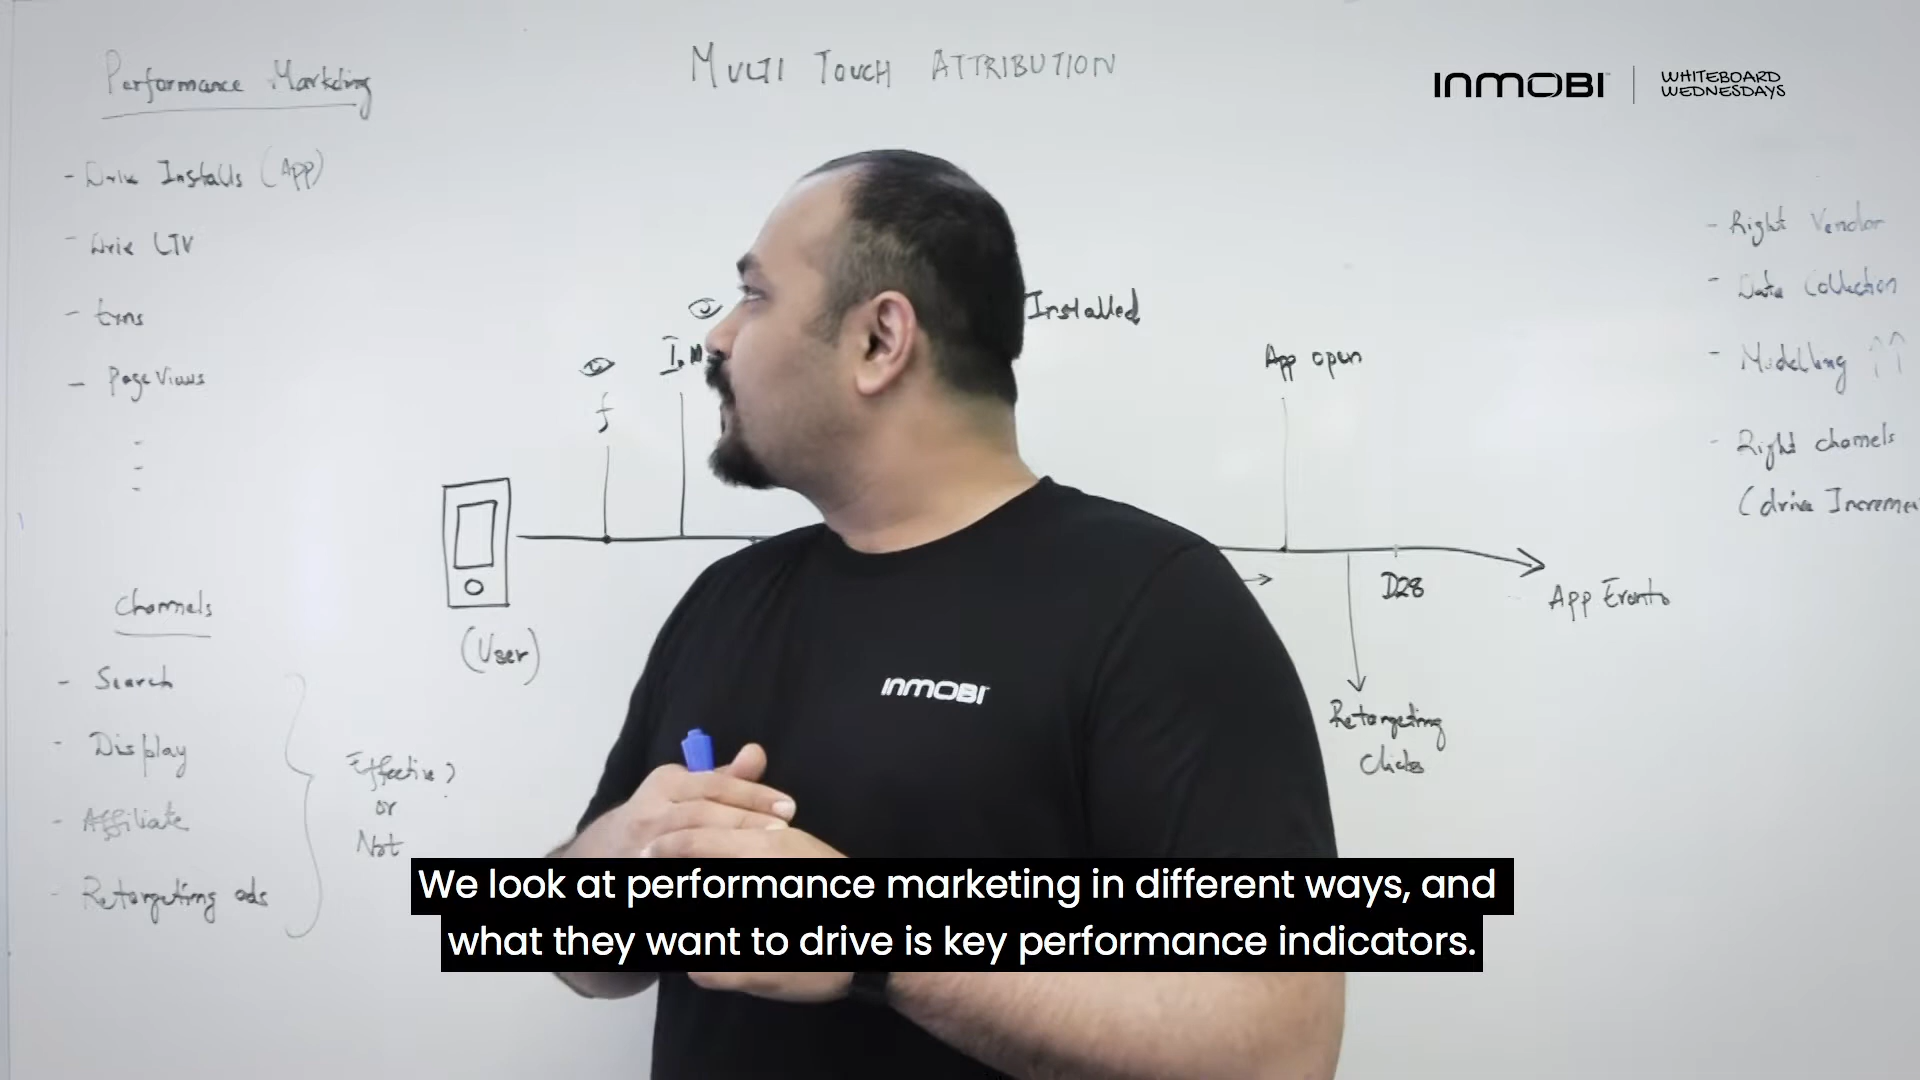 MULTI TOUCH ATTRIBUTION
INMOBI
WHITEBOARD
WEDNESDAYS
Performance Marketing
- Drive Installs (App)
- Drive LTV
- txns
- Page Views
-
-
-
Channels
- Search
- Display
- Affiliate
- Retargeting ads
Effective?
or
Not
(User)
f
Installed
App open
D28
App Events
Retargeting
Clicks
- Right Vendor
- Data Collection
- Modelling ↑↑
- Right channels
(drive Increme
INMOBI
We look at performance marketing in different ways, and
what they want to drive is key performance indicators.